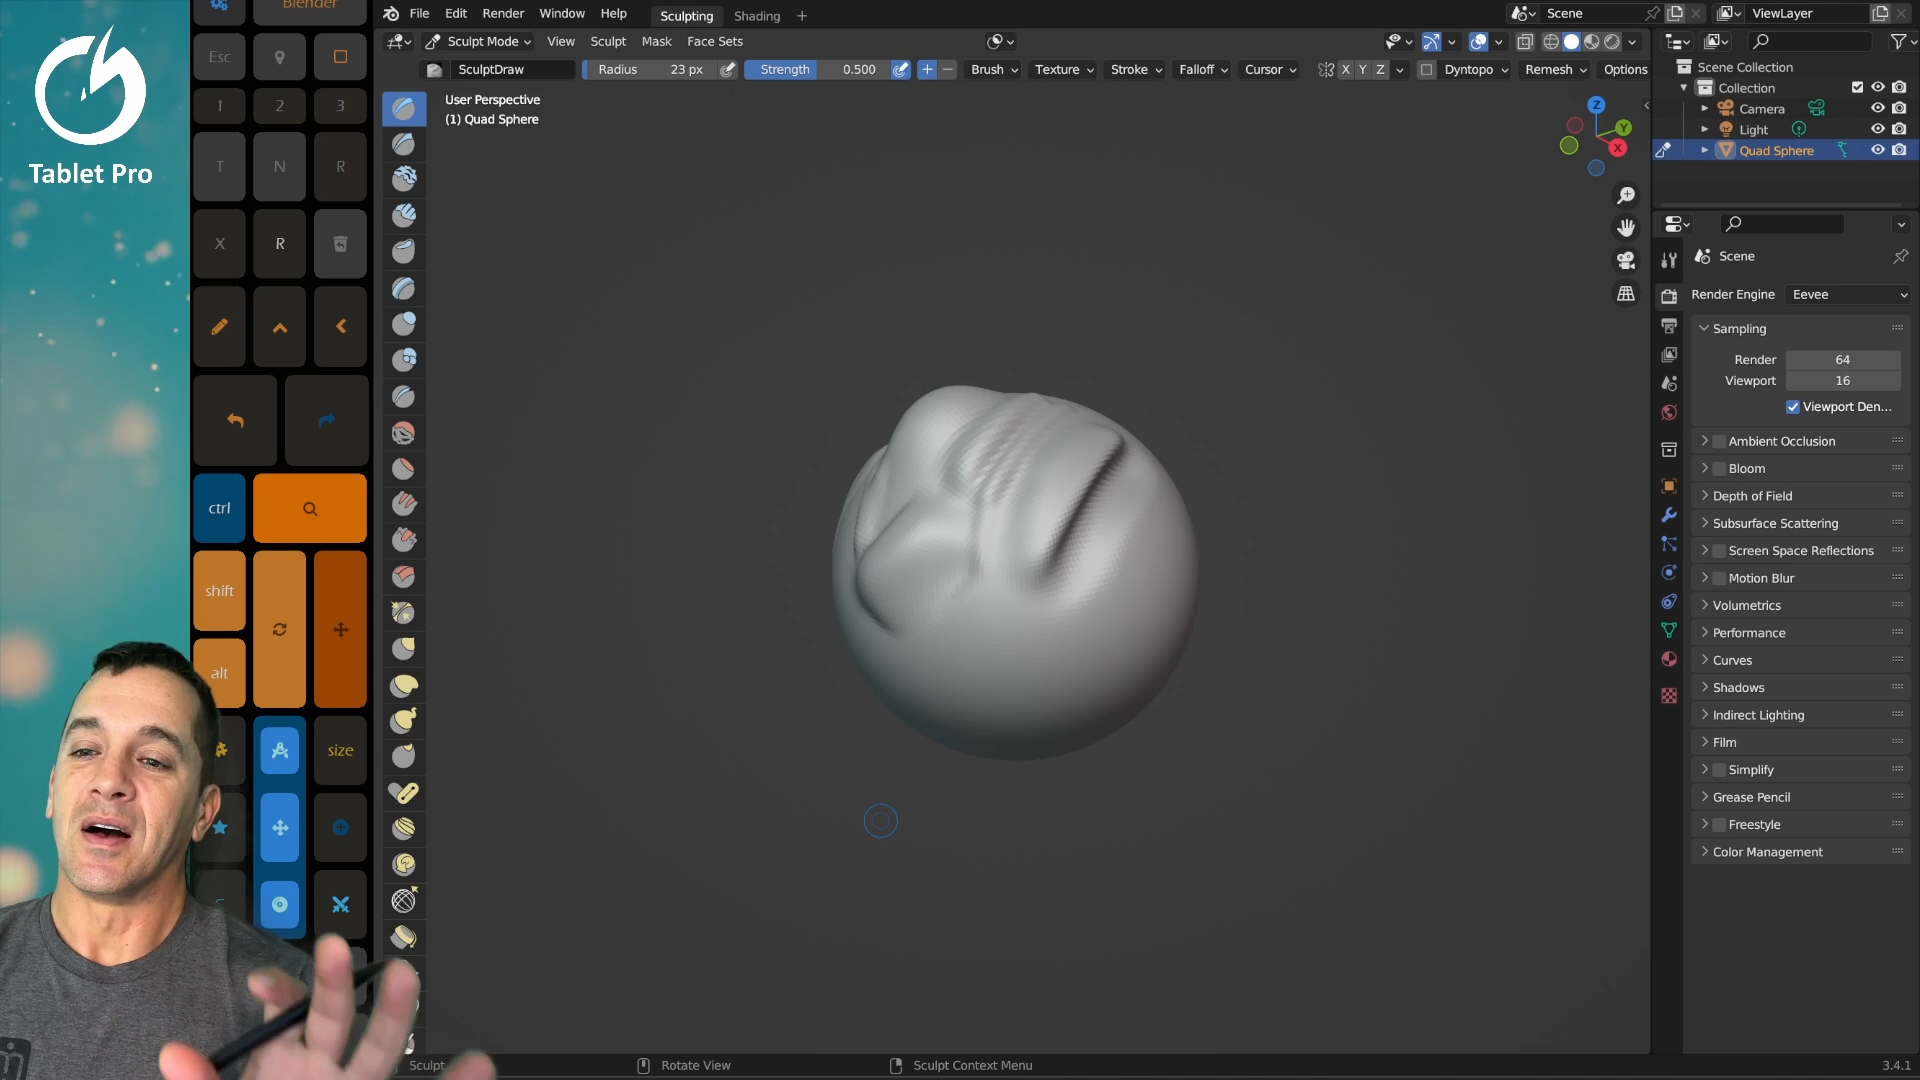 Blender
File Edit Render Window Help
Sculpting Shading +
Scene
ViewLayer
Esc
Sculpt Mode View Sculpt Mask Face Sets
SculptDraw Radius 23 px Strength 0.500 + − Brush Texture Stroke Falloff Cursor X Y Z Dyntopo Remesh Options
User Perspective
(1) Quad Sphere
Tablet Pro
1 2 3
T N R
X R
ctrl
shift
alt
size
Z
Y
X
Scene Collection
Collection
Camera
Light
Quad Sphere
Scene
Render Engine Eevee
Sampling
Render 64
Viewport 16
Viewport Den...
Ambient Occlusion
Bloom
Depth of Field
Subsurface Scattering
Screen Space Reflections
Motion Blur
Volumetrics
Performance
Curves
Shadows
Indirect Lighting
Film
Simplify
Grease Pencil
Freestyle
Color Management
Sculpt Rotate View Sculpt Context Menu 3.4.1